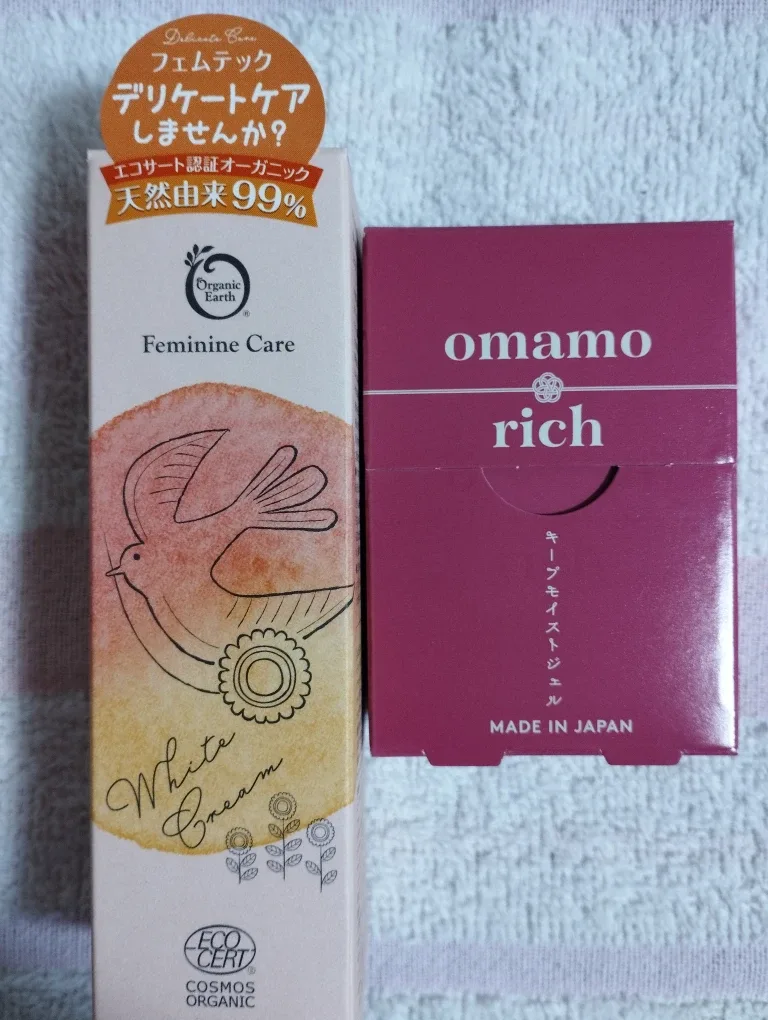 Delicate Care
フェムテック
デリケートケア
しませんか?
エコサート認証オーガニック
天然由来99%
Organic
Earth
®
Feminine Care
White
Cream
ECO
CERT
®
COSMOS
ORGANIC
omamo
rich
キープモイストジェル
MADE IN JAPAN